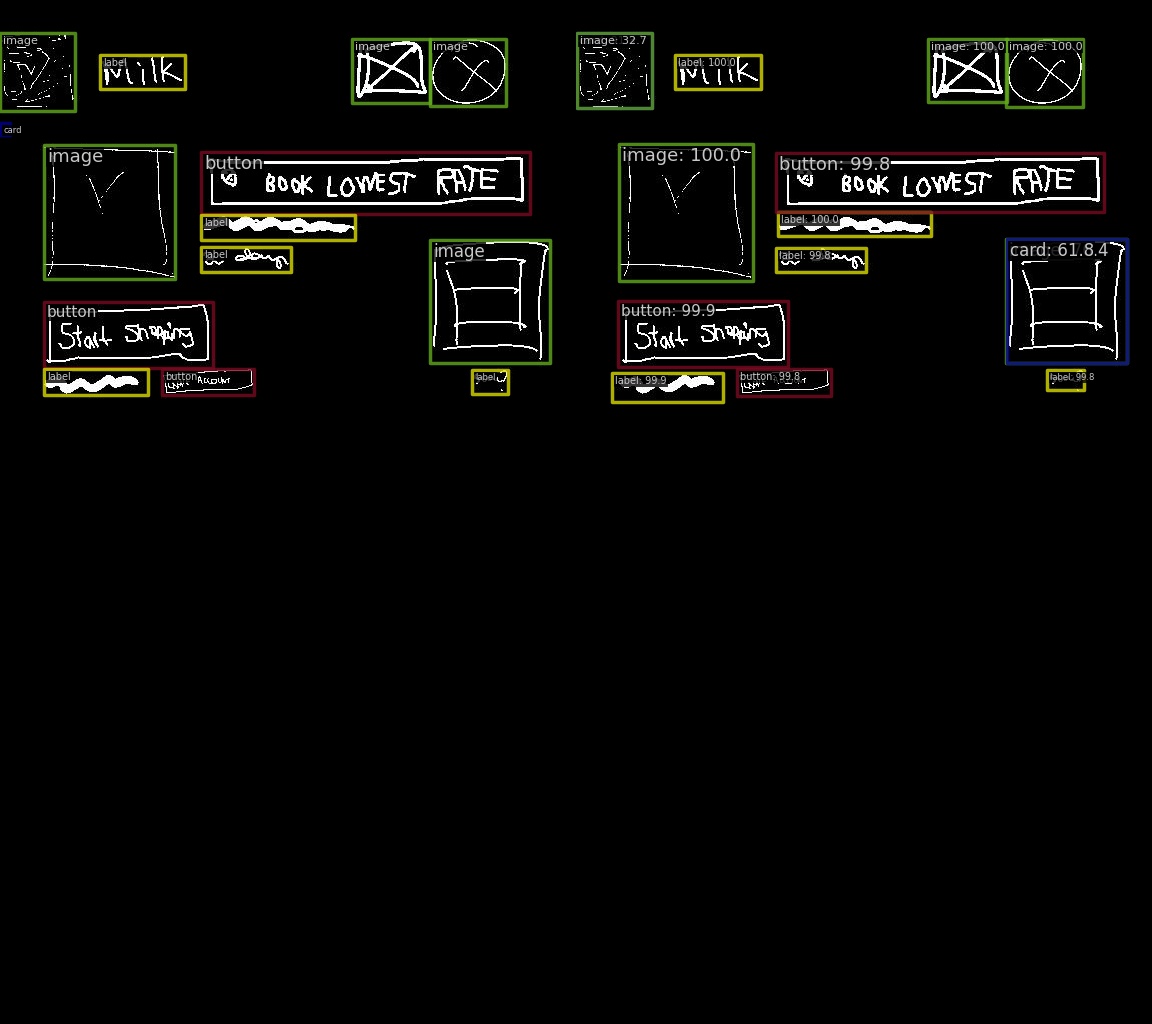 image image: 32.7
label label: 100.0
Milk Milk
image image image: 100.0 image: 100.0
card
image image: 100.0
button button: 99.8
BOOK LOWEST RATE BOOK LOWEST RATE
label label: 100.0
label label: 99.8
image card: 61.8.4
button button: 99.9
Start Shopping Start Shopping
label button label label: 99.9 button: 99.8 label: 99.8
Account